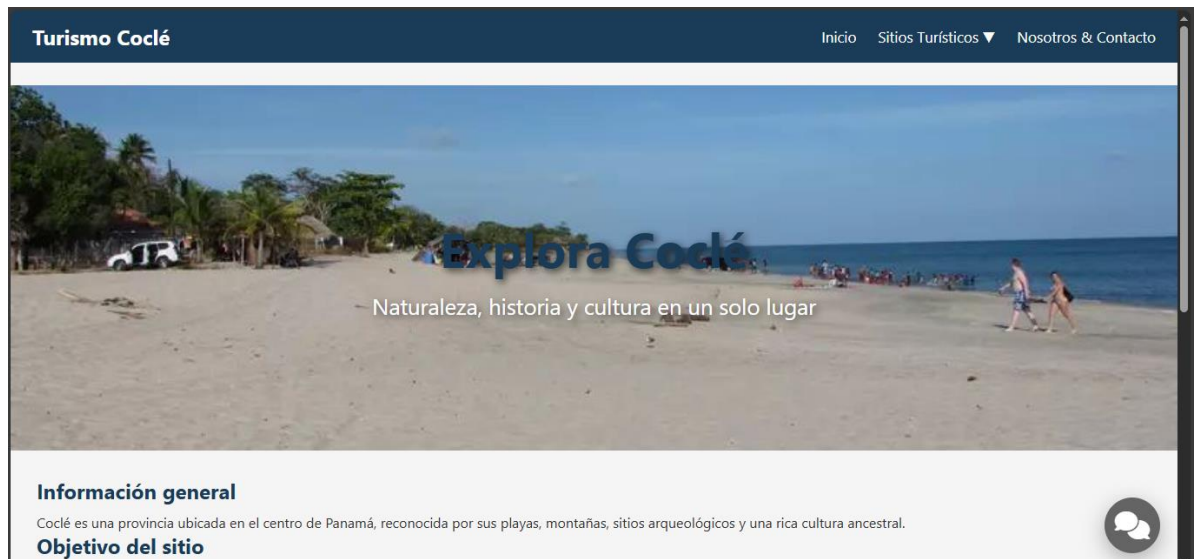 Turismo Coclé
Inicio Sitios Turísticos ▼ Nosotros & Contacto
Explora Coclé
Naturaleza, historia y cultura en un solo lugar
Información general
Coclé es una provincia ubicada en el centro de Panamá, reconocida por sus playas, montañas, sitios arqueológicos y una rica cultura ancestral.
Objetivo del sitio